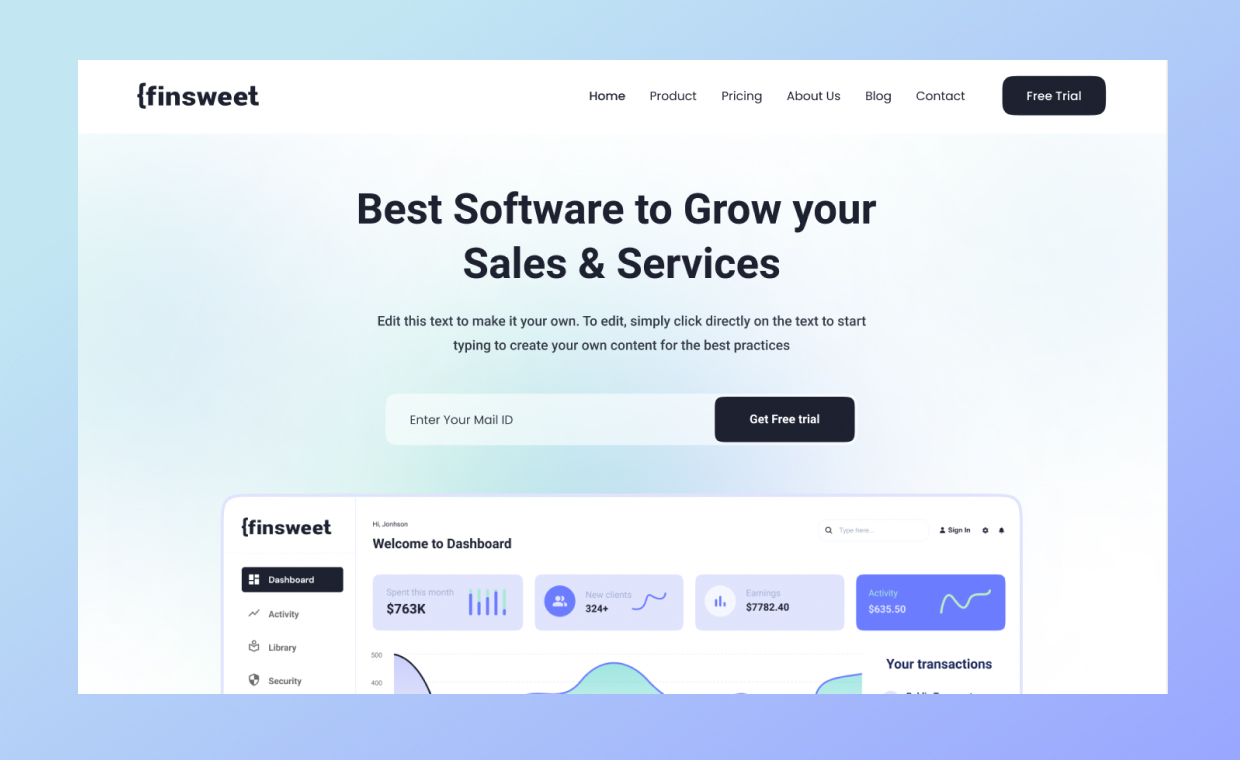 {finsweet
Home Product Pricing About Us Blog Contact Free Trial
Best Software to Grow your
Sales & Services
Edit this text to make it your own. To edit, simply click directly on the text to start
typing to create your own content for the best practices
Enter Your Mail ID Get Free trial
{finsweet
Hi, Jonhson
Welcome to Dashboard
Type here...
Sign In
Dashboard
Activity
Library
Security
Spent this month
$763K
New clients
324+
Earnings
$7782.40
Activity
$635.50
500
400
Your transactions